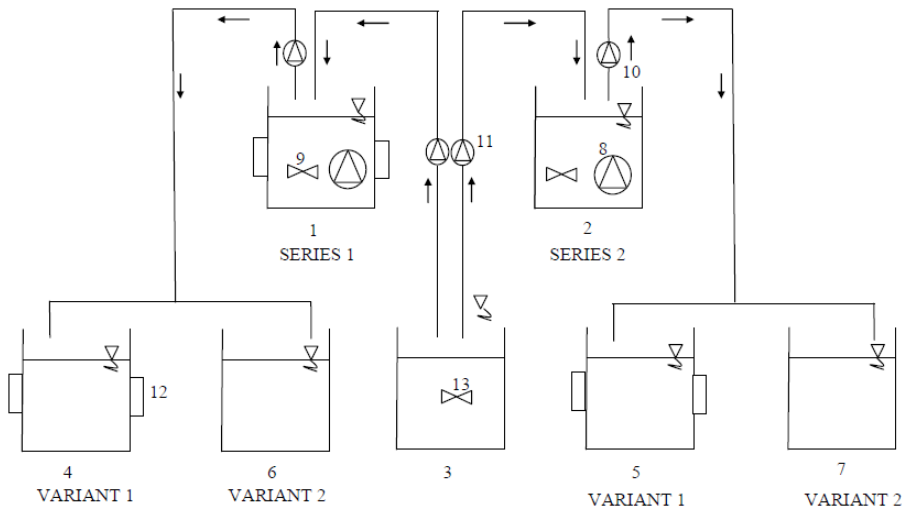 10
11
9
8
1
2
SERIES 1
SERIES 2
12
13
4
6
3
5
7
VARIANT 1
VARIANT 2
VARIANT 1
VARIANT 2